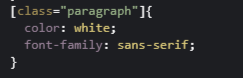 [class="paragraph"]{
  color: white;
  font-family: sans-serif;
}